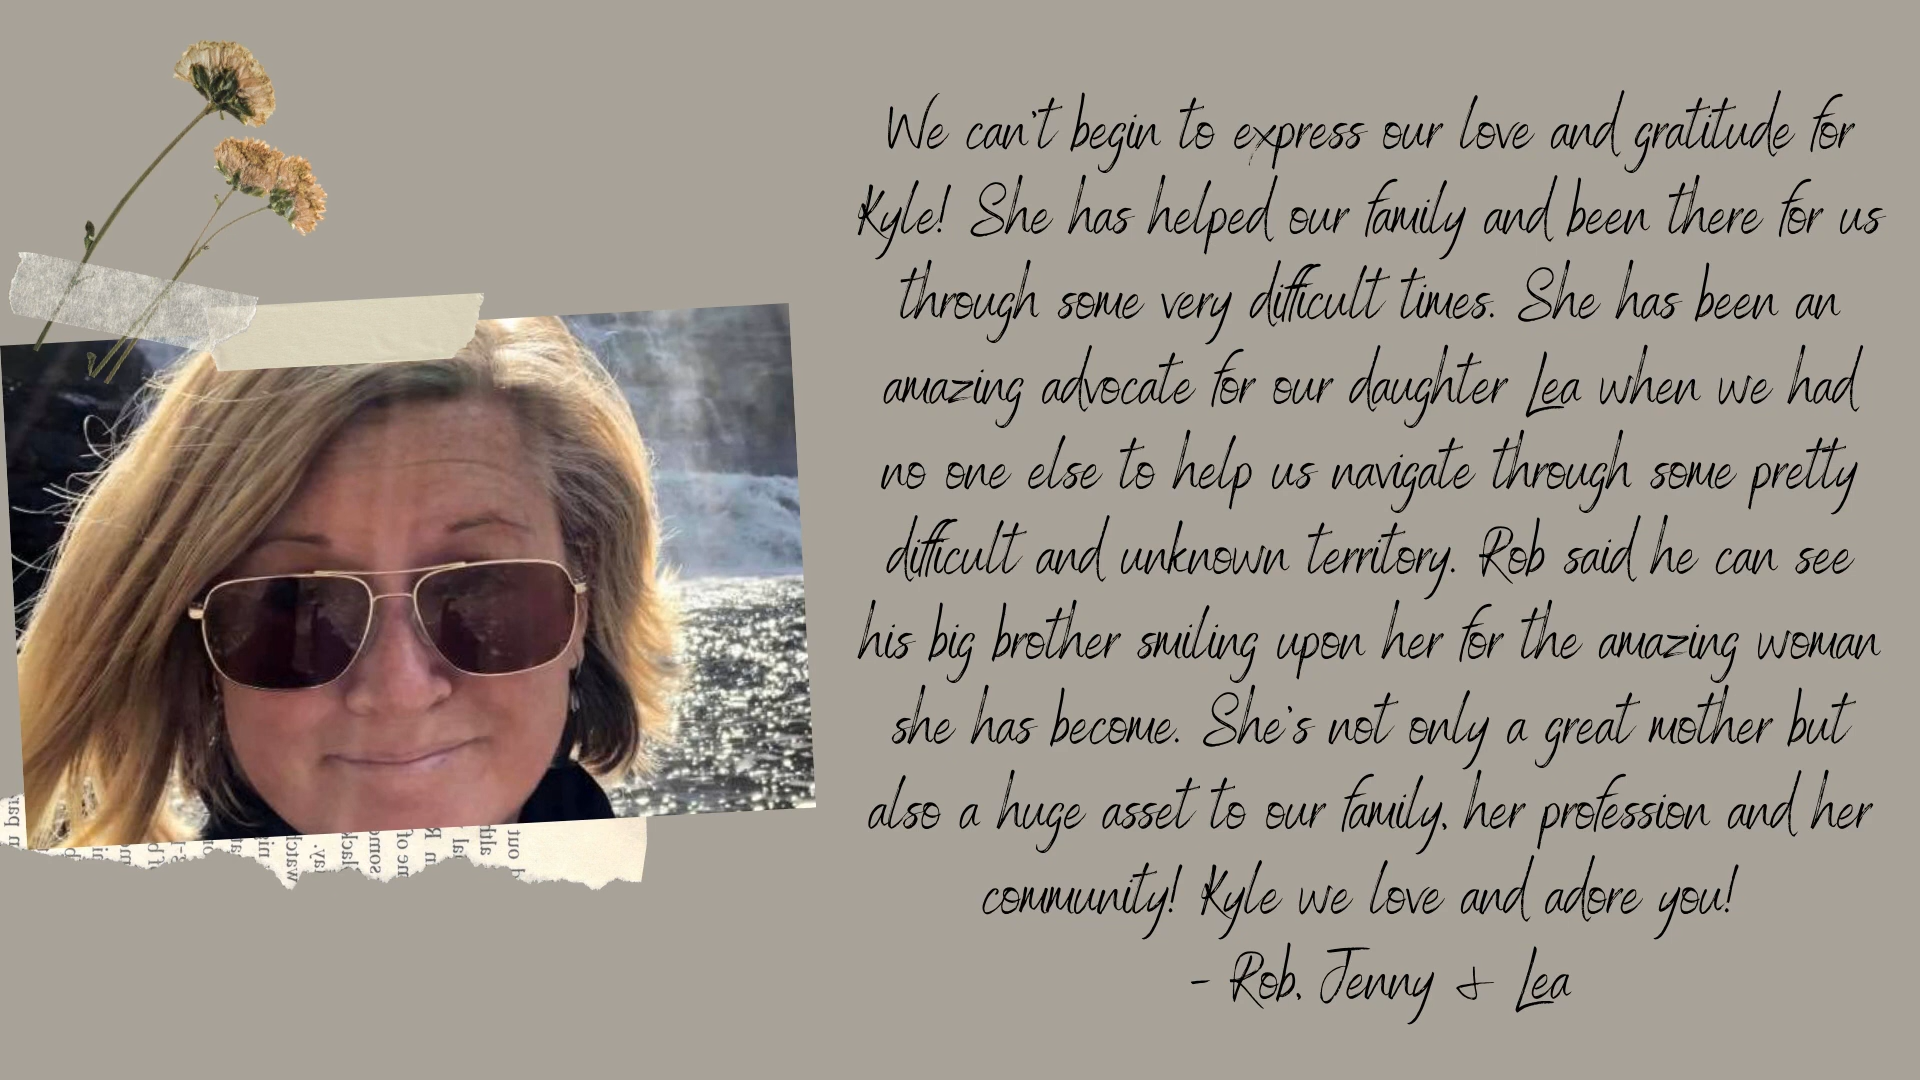 We can't begin to express our love and gratitude for
Kyle! She has helped our family and been there for us
through some very difficult times. She has been an
amazing advocate for our daughter Lea when we had
no one else to help us navigate through some pretty
difficult and unknown territory. Rob said he can see
his big brother smiling upon her for the amazing woman
she has become. She's not only a great mother but
also a huge asset to our family, her profession and her
community! Kyle we love and adore you!
- Rob, Jenny & Lea